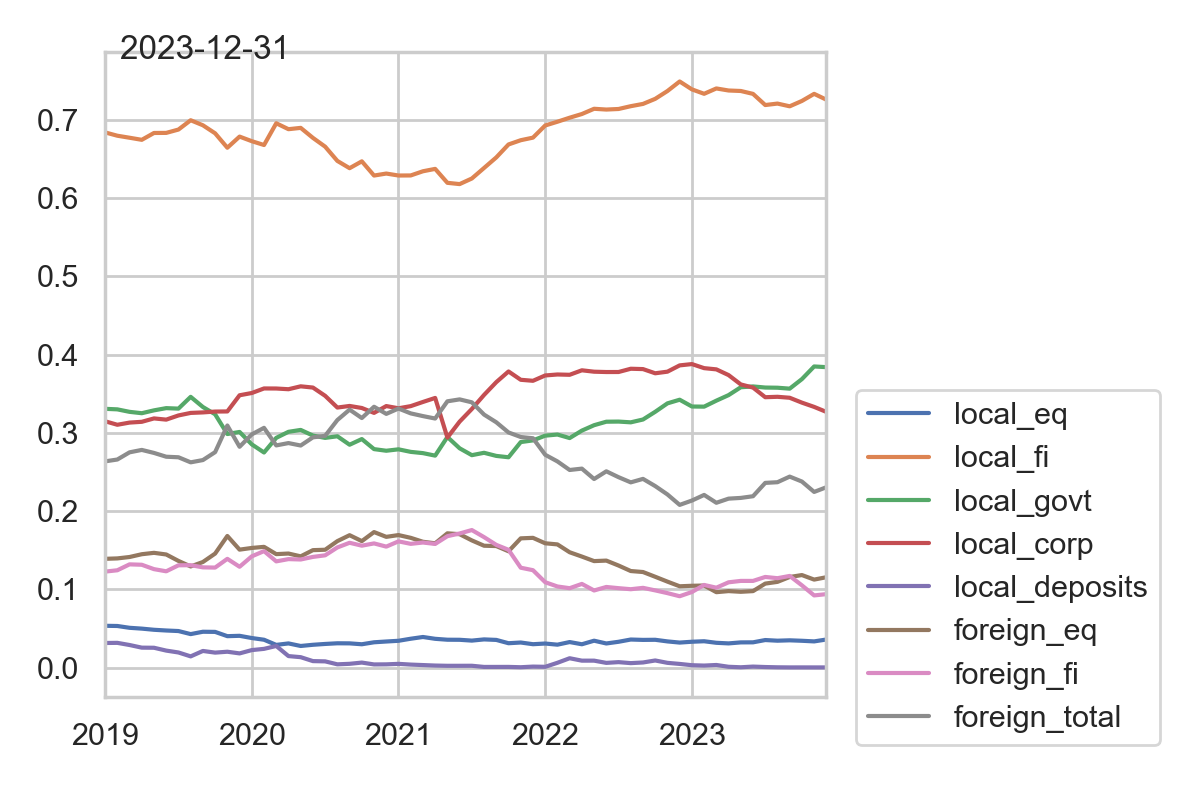 2023-12-31
0.7
0.6
0.5
0.4
0.3
0.2
0.1
0.0
2019 2020 2021 2022 2023
local_eq
local_fi
local_govt
local_corp
local_deposits
foreign_eq
foreign_fi
foreign_total